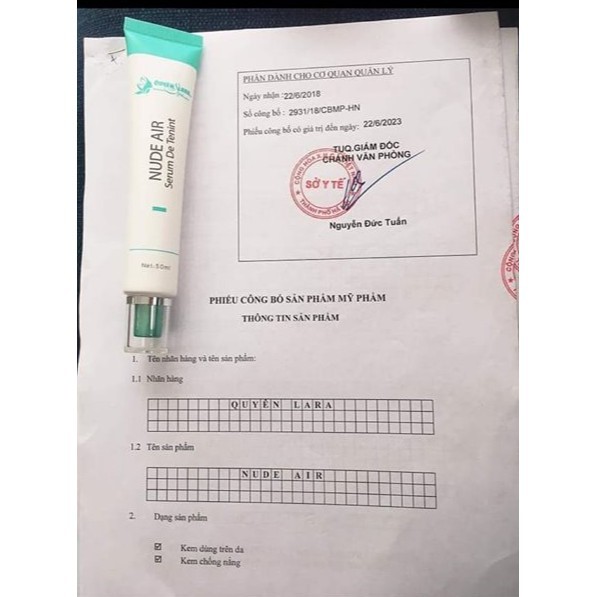 NUDE AIR
Serum De Tenint
Net.50ml
PHẦN DÀNH CHO CƠ QUAN QUẢN LÝ
Ngày nhận :22/6/2018
Số công bố : 2931/18/CBMP-HN
Phiếu công bố có giá trị đến ngày: 22/6/2023
TUQ.GIÁM ĐỐC
CHÁNH VĂN PHÒNG
SỞ Y TẾ
Nguyễn Đức Tuấn
PHIẾU CÔNG BỐ SẢN PHẨM MỸ PHẨM
THÔNG TIN SẢN PHẨM
1. Tên nhãn hàng và tên sản phẩm:
1.1 Nhãn hàng
QUYÊN LARA
1.2 Tên sản phẩm
NUDE AIR
2. Dạng sản phẩm
Kem dùng trên da
Kem chống nắng